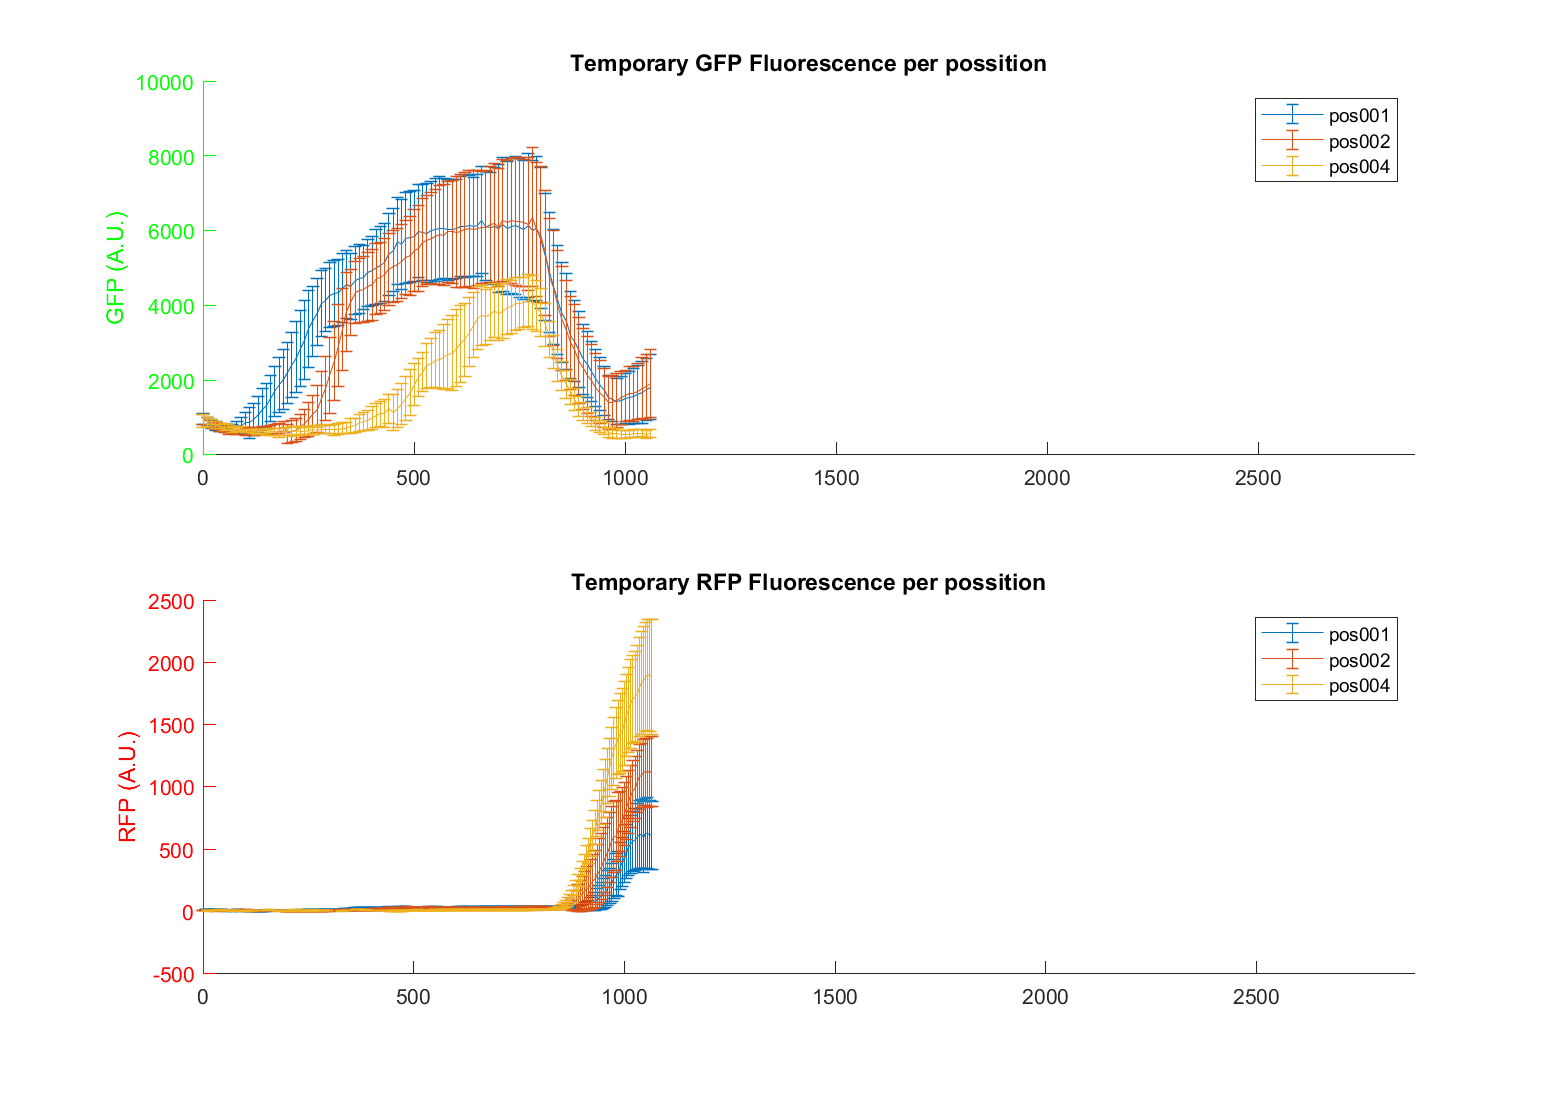 Temporary GFP Fluorescence per possition
10000
8000
6000
4000
2000
0
GFP (A.U.)
pos001
pos002
pos004
0 500 1000 1500 2000 2500
Temporary RFP Fluorescence per possition
2500
2000
1500
1000
500
0
-500
RFP (A.U.)
pos001
pos002
pos004
0 500 1000 1500 2000 2500